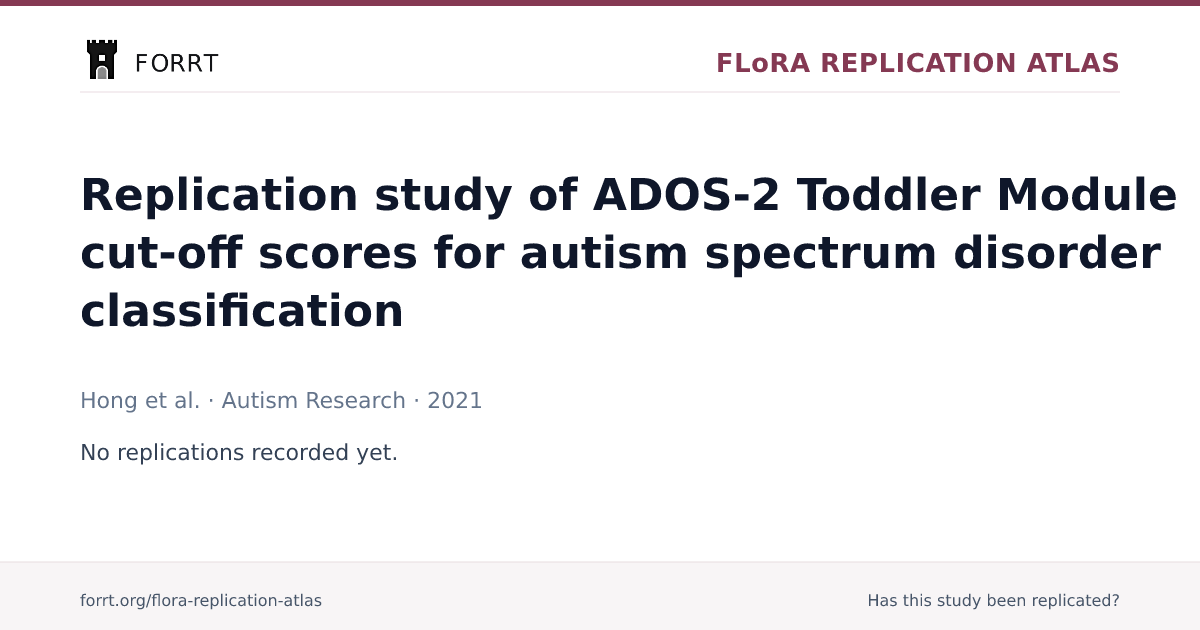 FORRT
FLoRA REPLICATION ATLAS
Replication study of ADOS-2 Toddler Module
cut-off scores for autism spectrum disorder
classification
Hong et al. · Autism Research · 2021
No replications recorded yet.
forrt.org/flora-replication-atlas
Has this study been replicated?